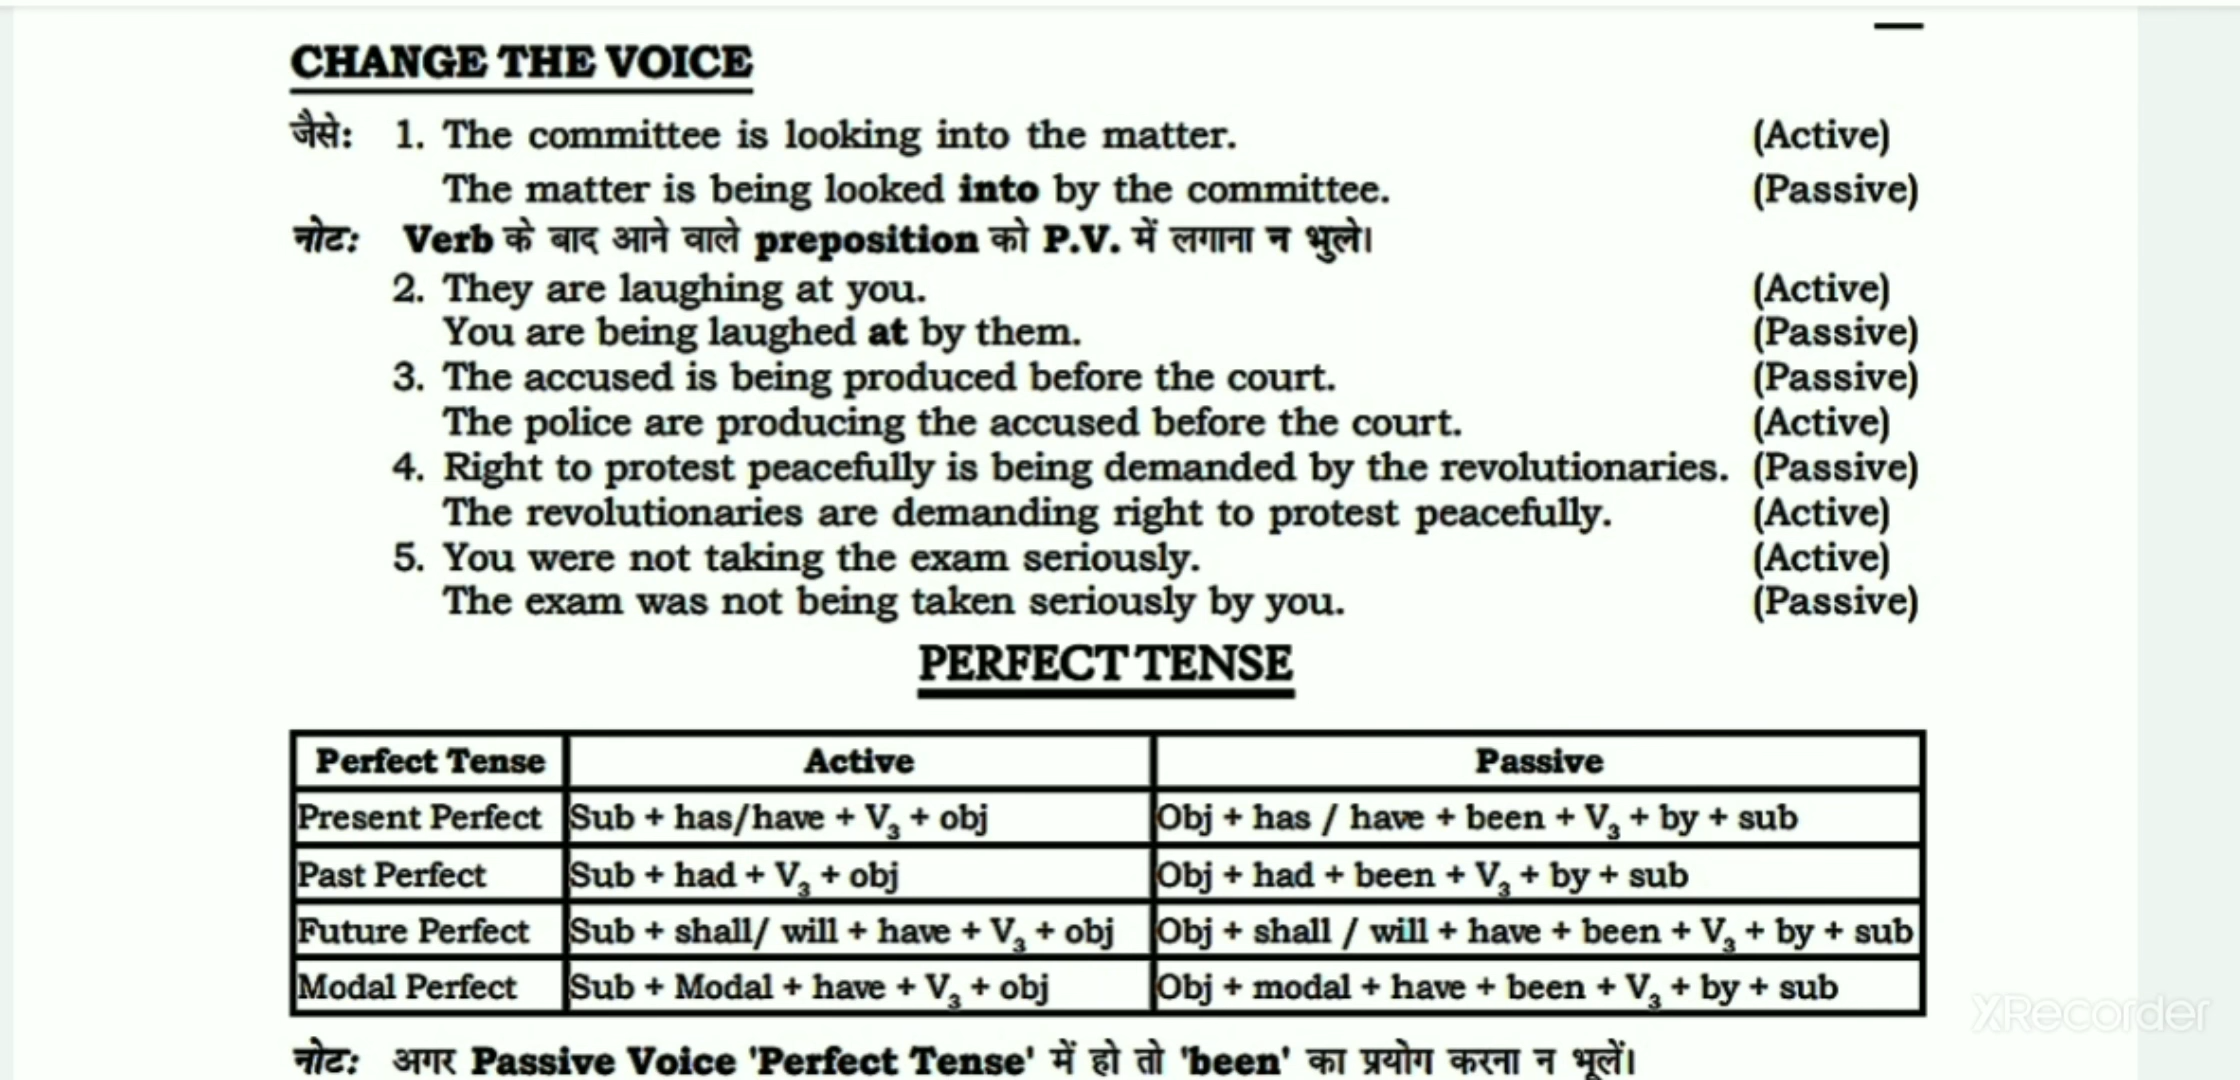 CHANGE THE VOICE
जैसे: 1. The committee is looking into the matter. (Active)
The matter is being looked into by the committee. (Passive)
नोट: Verb के बाद आने वाले preposition को P.V. में लगाना न भुले।
2. They are laughing at you. (Active)
You are being laughed at by them. (Passive)
3. The accused is being produced before the court. (Passive)
The police are producing the accused before the court. (Active)
4. Right to protest peacefully is being demanded by the revolutionaries. (Passive)
The revolutionaries are demanding right to protest peacefully. (Active)
5. You were not taking the exam seriously. (Active)
The exam was not being taken seriously by you. (Passive)
PERFECT TENSE
Perfect Tense Active Passive
Present Perfect Sub + has/have + V₃ + obj Obj + has / have + been + V₃ + by + sub
Past Perfect Sub + had + V₃ + obj Obj + had + been + V₃ + by + sub
Future Perfect Sub + shall/ will + have + V₃ + obj Obj + shall / will + have + been + V₃ + by + sub
Modal Perfect Sub + Modal + have + V₃ + obj Obj + modal + have + been + V₃ + by + sub
XRecorder
नोट: अगर Passive Voice 'Perfect Tense' में हो तो 'been' का प्रयोग करना न भूलें।